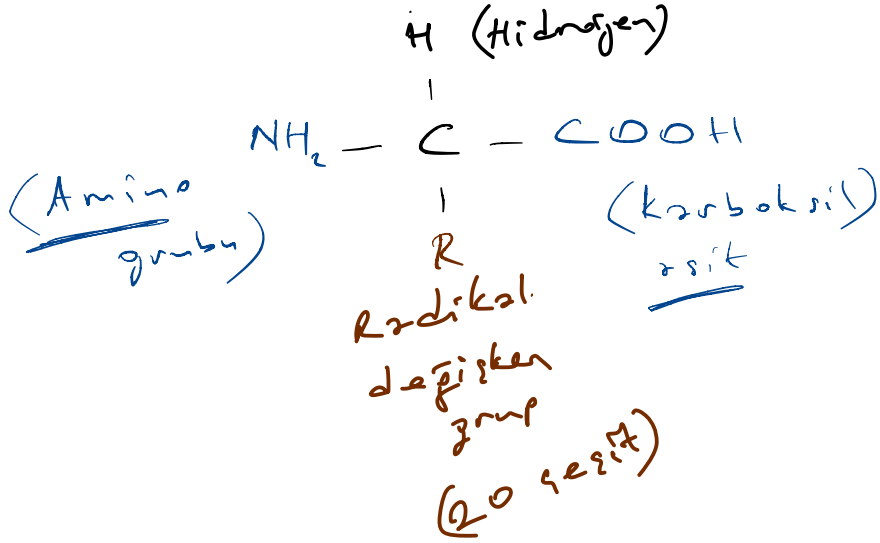 H (Hidrojen)
NH₂ — C — COOH
(Amino
grubu)
(karboksil)
asit
R
Radikal
değişken
grup
(20 çeşit)